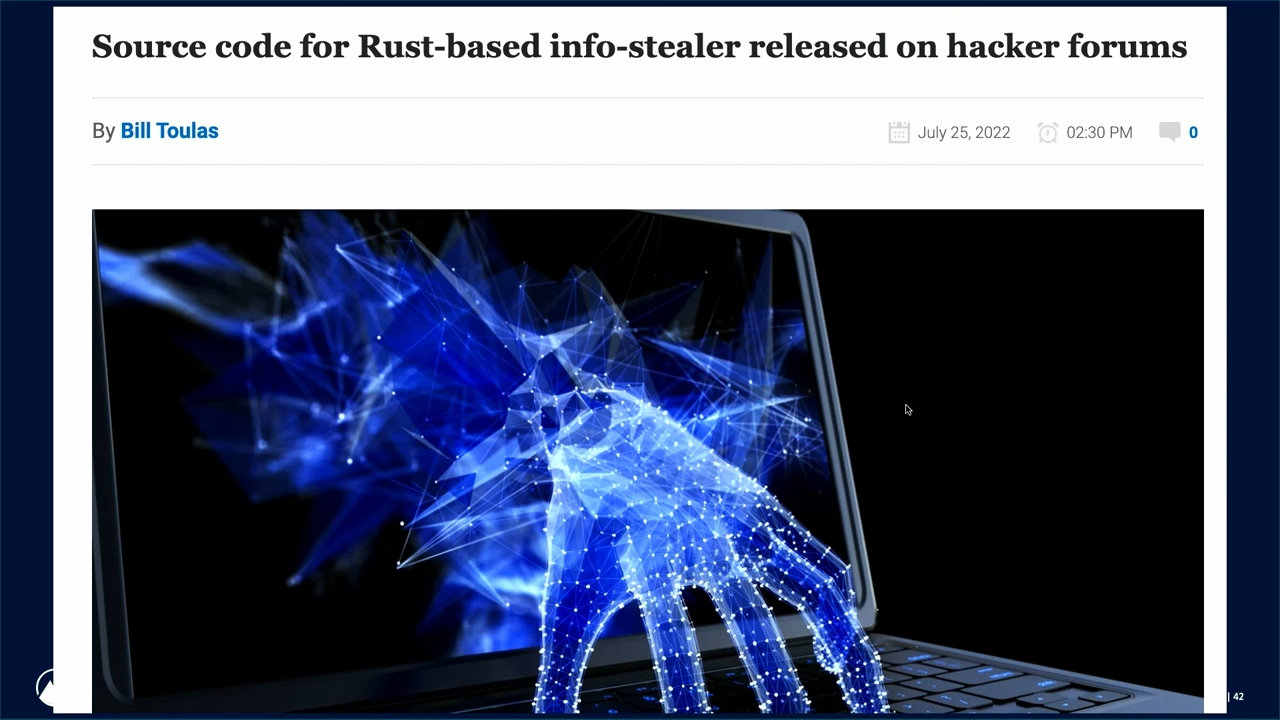 Source code for Rust-based info-stealer released on hacker forums
By Bill Toulas
July 25, 2022
02:30 PM
0
| 42